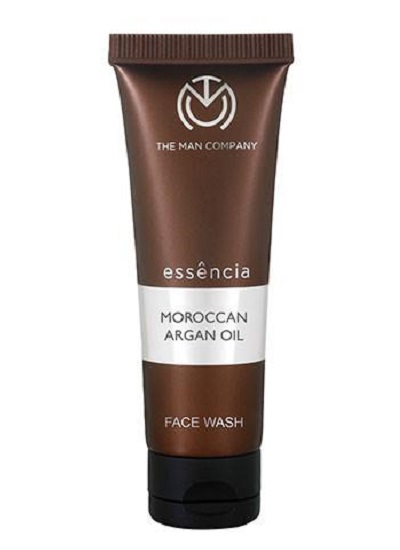 THE MAN COMPANY
essência
MOROCCAN
ARGAN OIL
FACE WASH